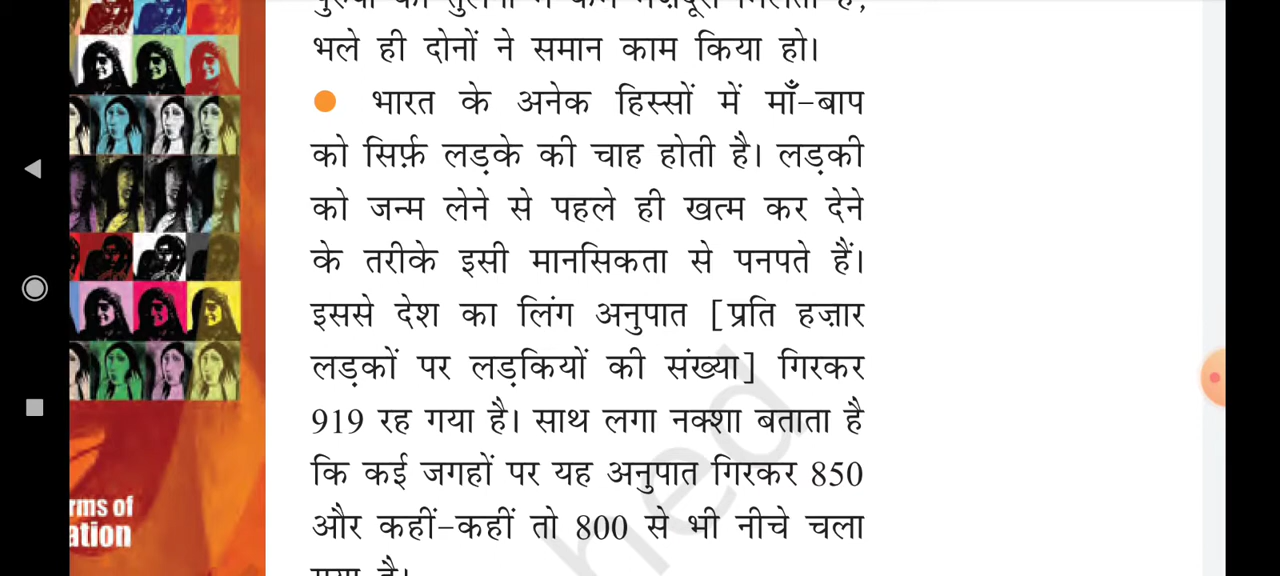 भले ही दोनों ने समान काम किया हो।
भारत के अनेक हिस्सों में माँ-बाप
को सिर्फ़ लड़के की चाह होती है। लड़की
को जन्म लेने से पहले ही खत्म कर देने
के तरीके इसी मानसिकता से पनपते हैं।
इससे देश का लिंग अनुपात [प्रति हज़ार
लड़कों पर लड़कियों की संख्या] गिरकर
919 रह गया है। साथ लगा नक्शा बताता है
कि कई जगहों पर यह अनुपात गिरकर 850
और कहीं-कहीं तो 800 से भी नीचे चला
rms of
ation
hed